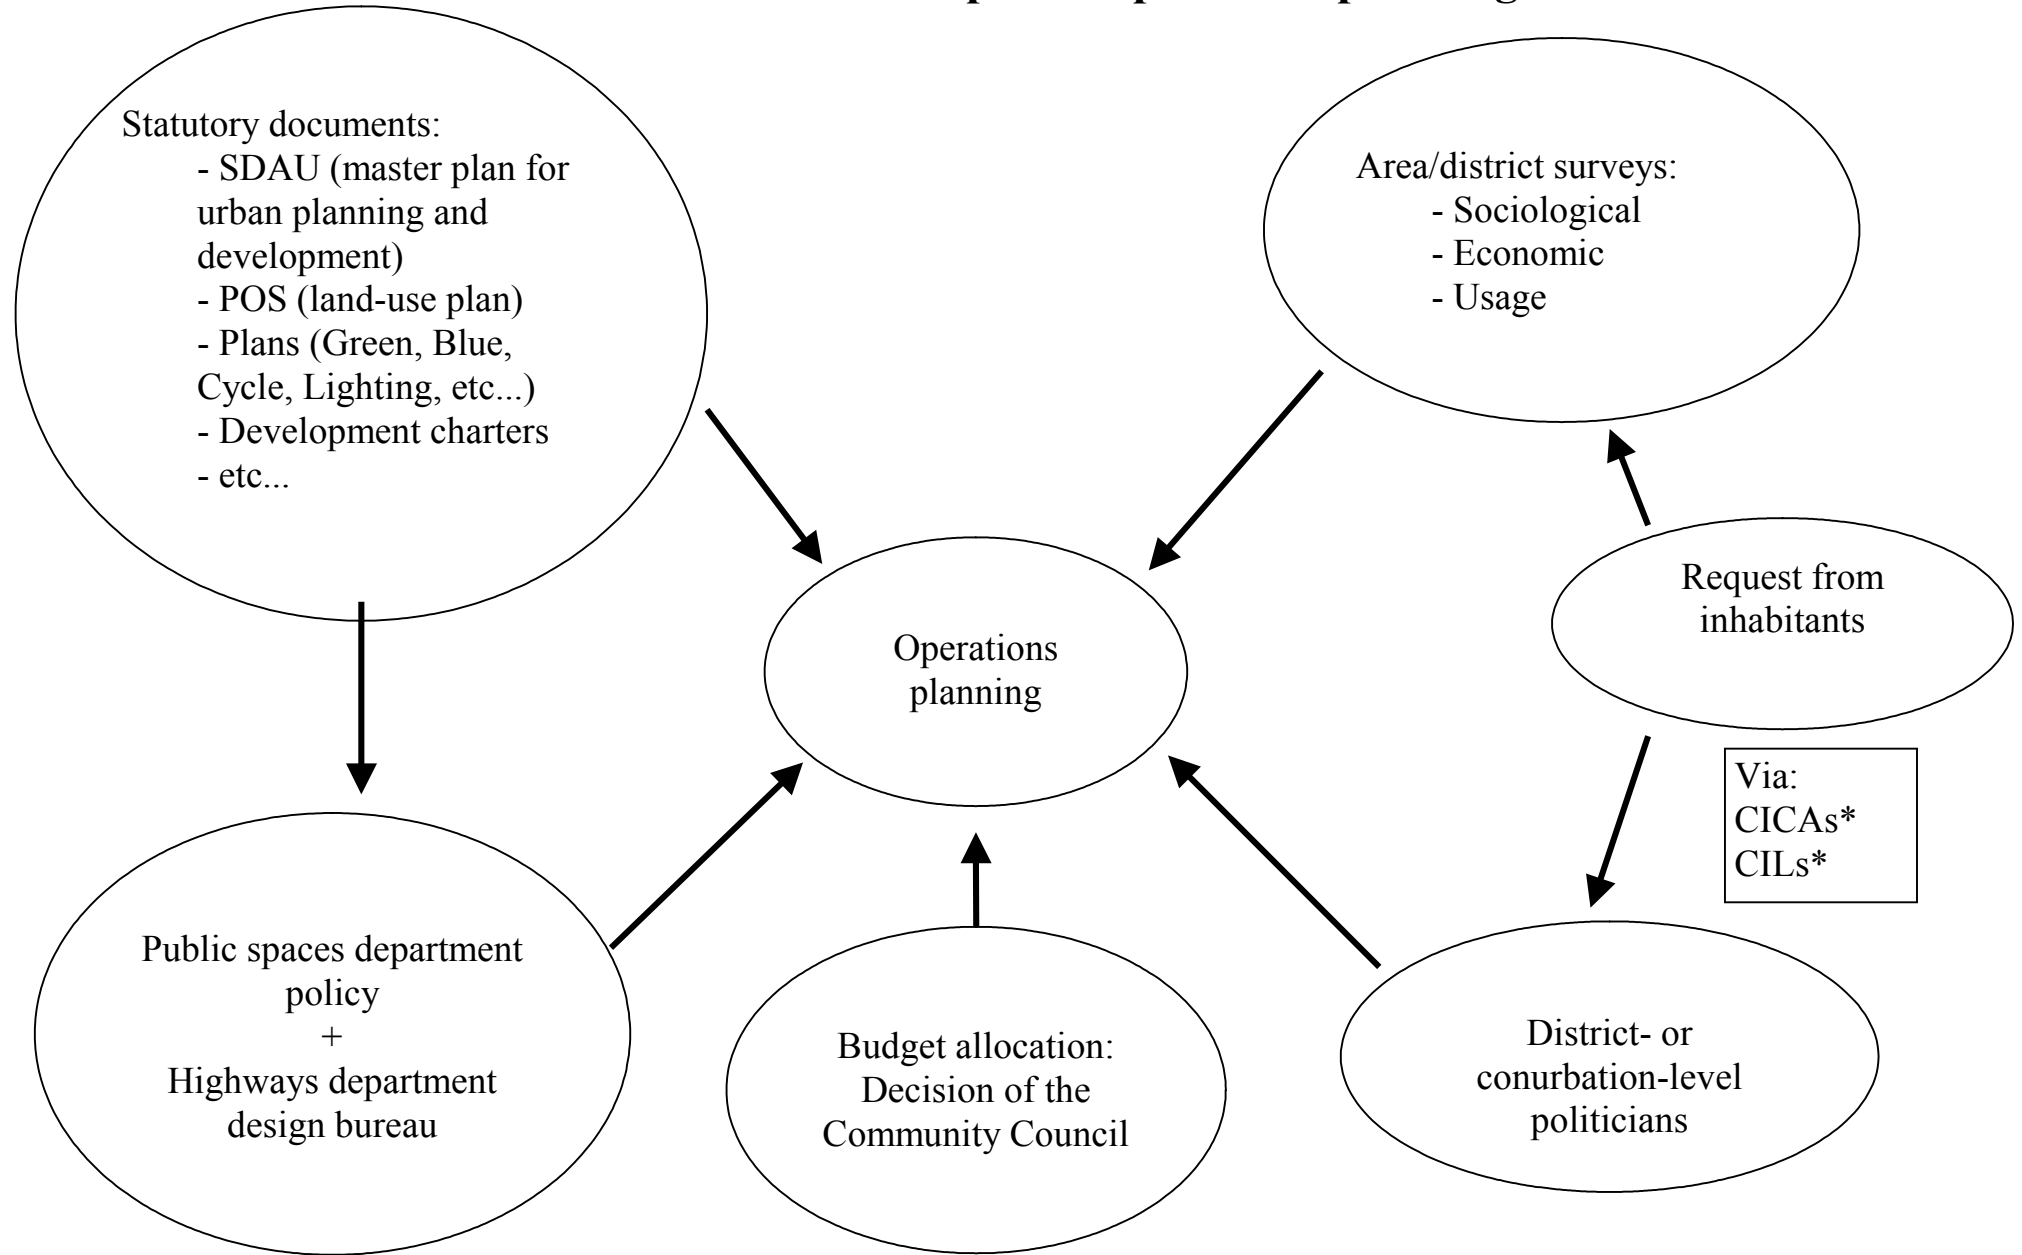 Statutory documents:
- SDAU (master plan for
urban planning and
development)
- POS (land-use plan)
- Plans (Green, Blue,
Cycle, Lighting, etc...)
- Development charters
- etc...
Area/district surveys:
- Sociological
- Economic
- Usage
Request from
inhabitants
Operations
planning
Via:
CICAs*
CILs*
Public spaces department
policy
+
Highways department
design bureau
Budget allocation:
Decision of the
Community Council
District- or
conurbation-level
politicians